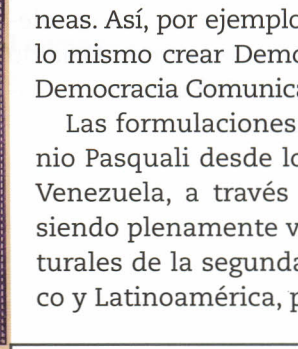 neas. Así, por ejemplo
lo mismo crear Demo
Democracia Comunica
Las formulaciones
nio Pasquali desde lo
Venezuela, a través
siendo plenamente v
turales de la segunda
co y Latinoamérica, p